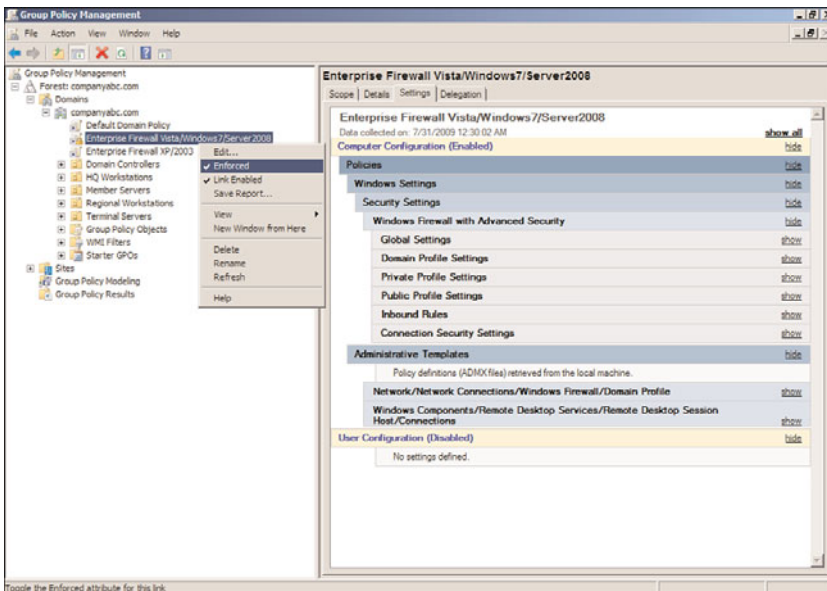 Group Policy Management
File Action View Window Help
Group Policy Management
Forest: companyabc.com
Domains
companyabc.com
Default Domain Policy
Enterprise Firewall Vista/Windows7/Server2008
Enterprise Firewall XP/2003
Domain Controllers
HQ Workstations
Member Servers
Regional Workstations
Terminal Servers
Group Policy Objects
WMI Filters
Starter GPOs
Sites
Group Policy Modeling
Group Policy Results
Edit...
Enforced
Link Enabled
Save Report...
View
New Window from Here
Delete
Rename
Refresh
Help
Enterprise Firewall Vista/Windows7/Server2008
Scope Details Settings Delegation
Enterprise Firewall Vista/Windows7/Server2008
Data collected on: 7/31/2009 12:30:02 AM show all
Computer Configuration (Enabled) hide
Policies hide
Windows Settings hide
Security Settings hide
Windows Firewall with Advanced Security hide
Global Settings show
Domain Profile Settings show
Private Profile Settings show
Public Profile Settings show
Inbound Rules show
Connection Security Settings show
Administrative Templates hide
Policy definitions (ADMX files) retrieved from the local machine.
Network/Network Connections/Windows Firewall/Domain Profile show
Windows Components/Remote Desktop Services/Remote Desktop Session
Host/Connections show
User Configuration (Disabled) hide
No settings defined.
Toggle the Enforced attribute for this link